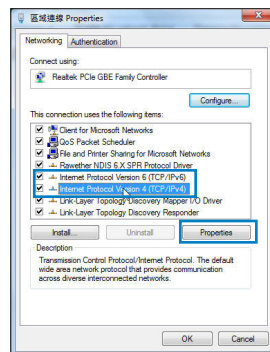 區域連線 Properties
Networking Authentication
Connect using:
Realtek PCIe GBE Family Controller
Configure...
This connection uses the following items:
Client for Microsoft Networks
QoS Packet Scheduler
File and Printer Sharing for Microsoft Networks
Rawether NDIS 6.X SPR Protocol Driver
Internet Protocol Version 6 (TCP/IPv6)
Internet Protocol Version 4 (TCP/IPv4)
Link-Layer Topology Discovery Mapper I/O Driver
Link-Layer Topology Discovery Responder
Install... Uninstall Properties
Description
Transmission Control Protocol/Internet Protocol. The default
wide area network protocol that provides communication
across diverse interconnected networks.
OK Cancel